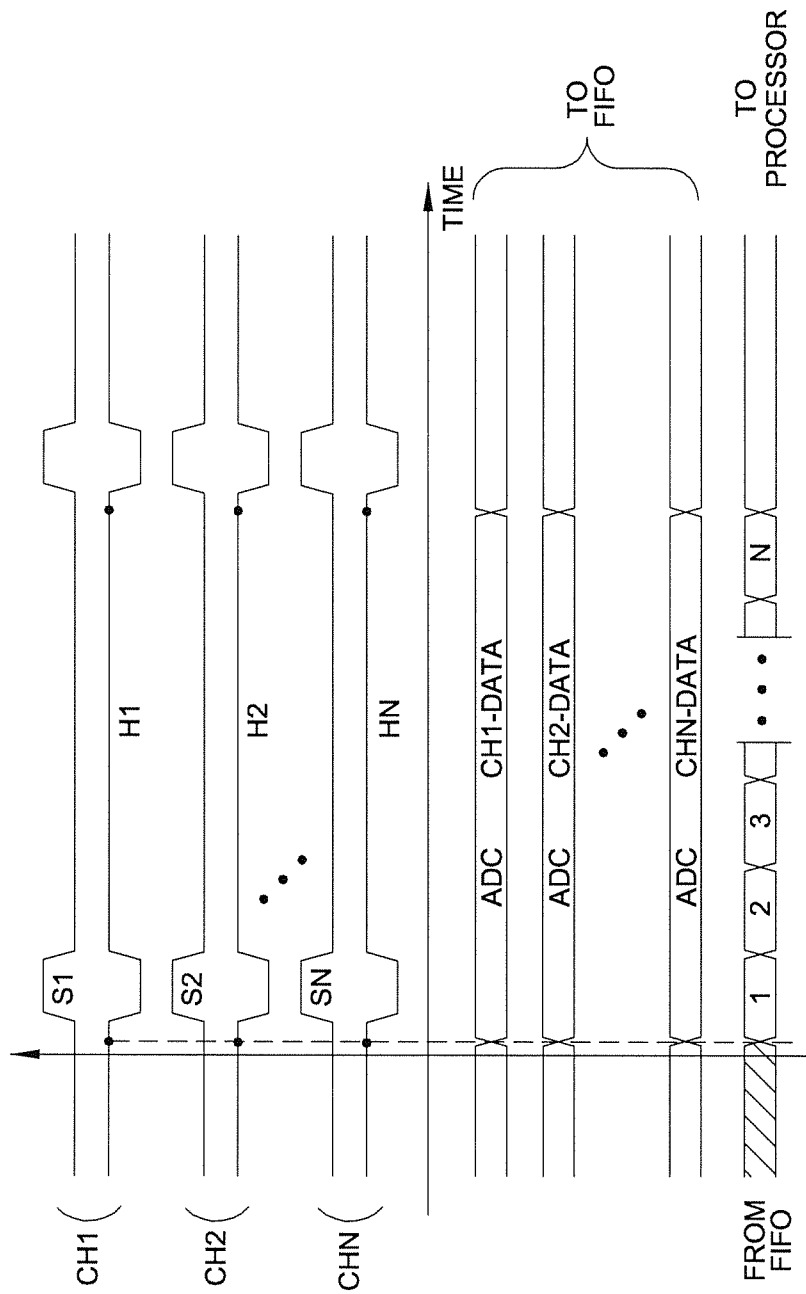 CH1
S1
H1
CH2
S2
H2
CHN
SN
HN
TIME
ADC CH1-DATA
ADC CH2-DATA
ADC CHN-DATA
TO
FIFO
FROM
FIFO
1 2 3 N
TO
PROCESSOR